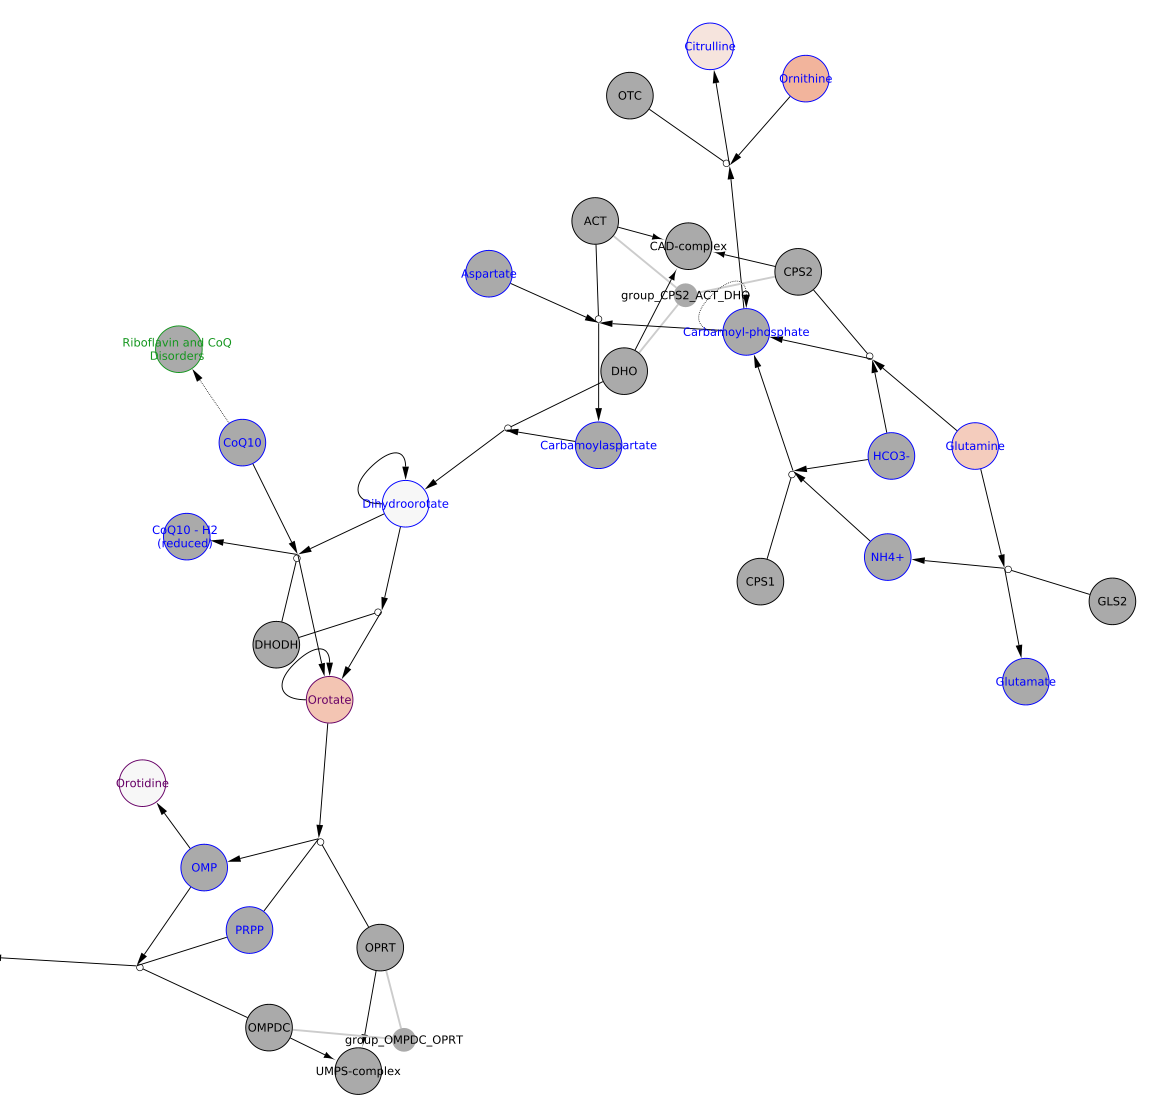 Citrulline
Ornithine
OTC
ACT
CAD-complex
CPS2
Aspartate
group_CPS2_ACT_DHO
Carbamoyl-phosphate
Riboflavin and CoQ
Disorders
DHO
CoQ10
Carbamoylaspartate
HCO3-
Glutamine
Dihydroorotate
CoQ10 - H2
(reduced)
NH4+
CPS1
GLS2
DHODH
Glutamate
Orotate
Orotidine
OMP
PRPP
OPRT
OMPDC
group_OMPDC_OPRT
UMPS-complex